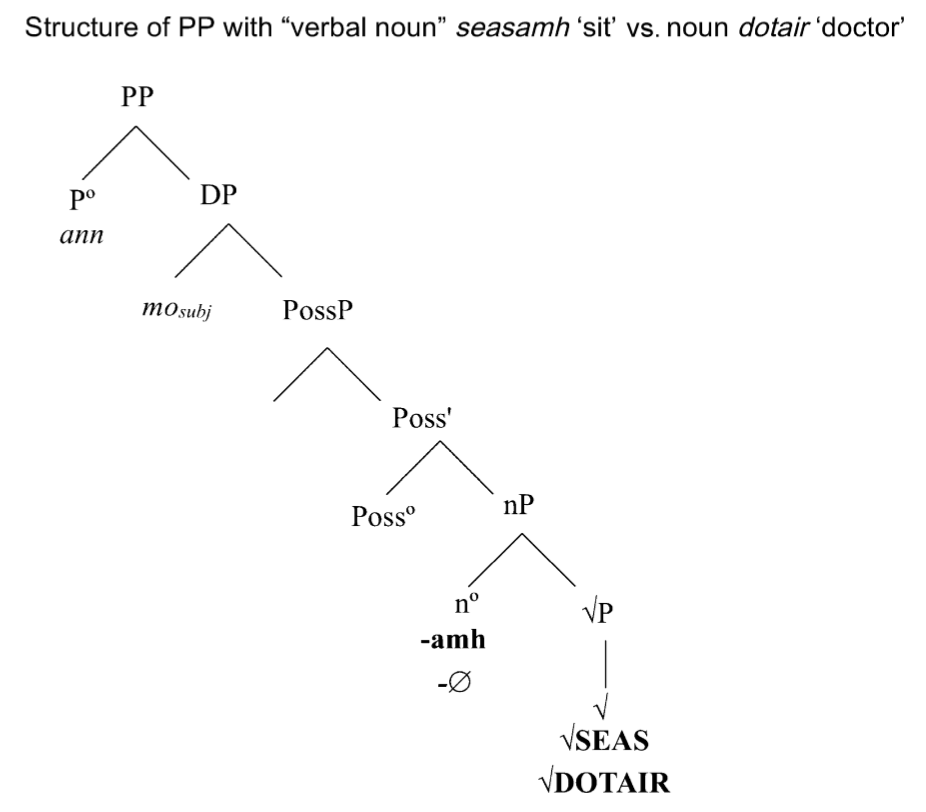 Structure of PP with “verbal noun” seasamh ‘sit’ vs. noun dotair ‘doctor’
PP
Pº
DP
ann
mosubj
PossP
Poss'
Possº
nP
nº
√P
-amh
-∅
√
√SEAS
√DOTAIR